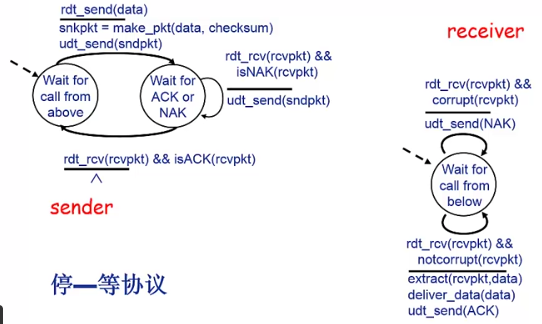 rdt_send(data)
snkpkt = make_pkt(data, checksum)
udt_send(sndpkt)
Wait for
call from
above
Wait for
ACK or
NAK
rdt_rcv(rcvpkt) &&
isNAK(rcvpkt)
udt_send(sndpkt)
rdt_rcv(rcvpkt) && isACK(rcvpkt)
Λ
sender
停—等协议
receiver
rdt_rcv(rcvpkt) &&
corrupt(rcvpkt)
udt_send(NAK)
Wait for
call from
below
rdt_rcv(rcvpkt) &&
notcorrupt(rcvpkt)
extract(rcvpkt,data)
deliver_data(data)
udt_send(ACK)